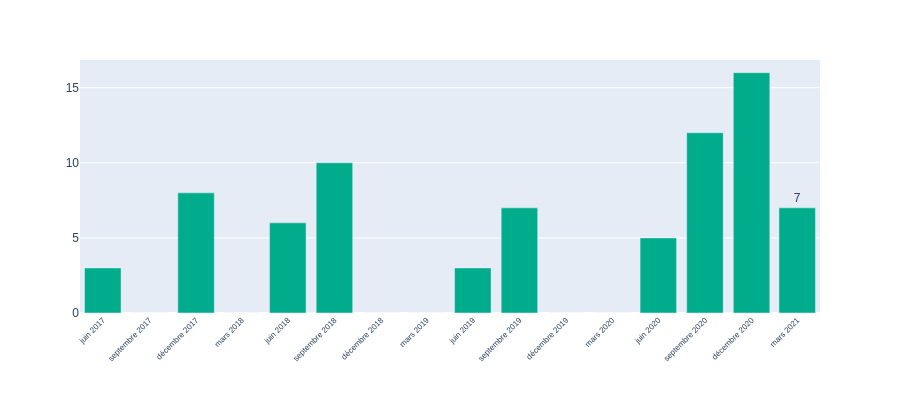 15
10
5
0
7
juin 2017
septembre 2017
décembre 2017
mars 2018
juin 2018
septembre 2018
décembre 2018
mars 2019
juin 2019
septembre 2019
décembre 2019
mars 2020
juin 2020
septembre 2020
décembre 2020
mars 2021